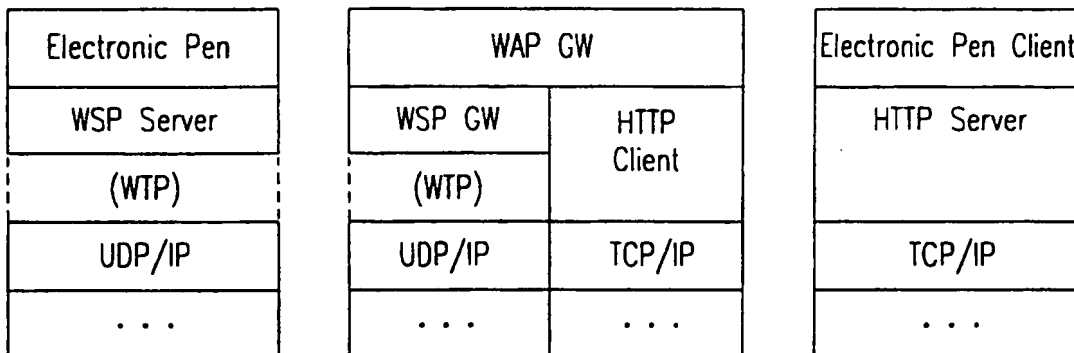 Electronic Pen
WSP Server
(WTP)
UDP/IP
. . .
WAP GW
WSP GW
(WTP)
UDP/IP
. . .
HTTP
Client
TCP/IP
. . .
Electronic Pen Client
HTTP Server
TCP/IP
. . .